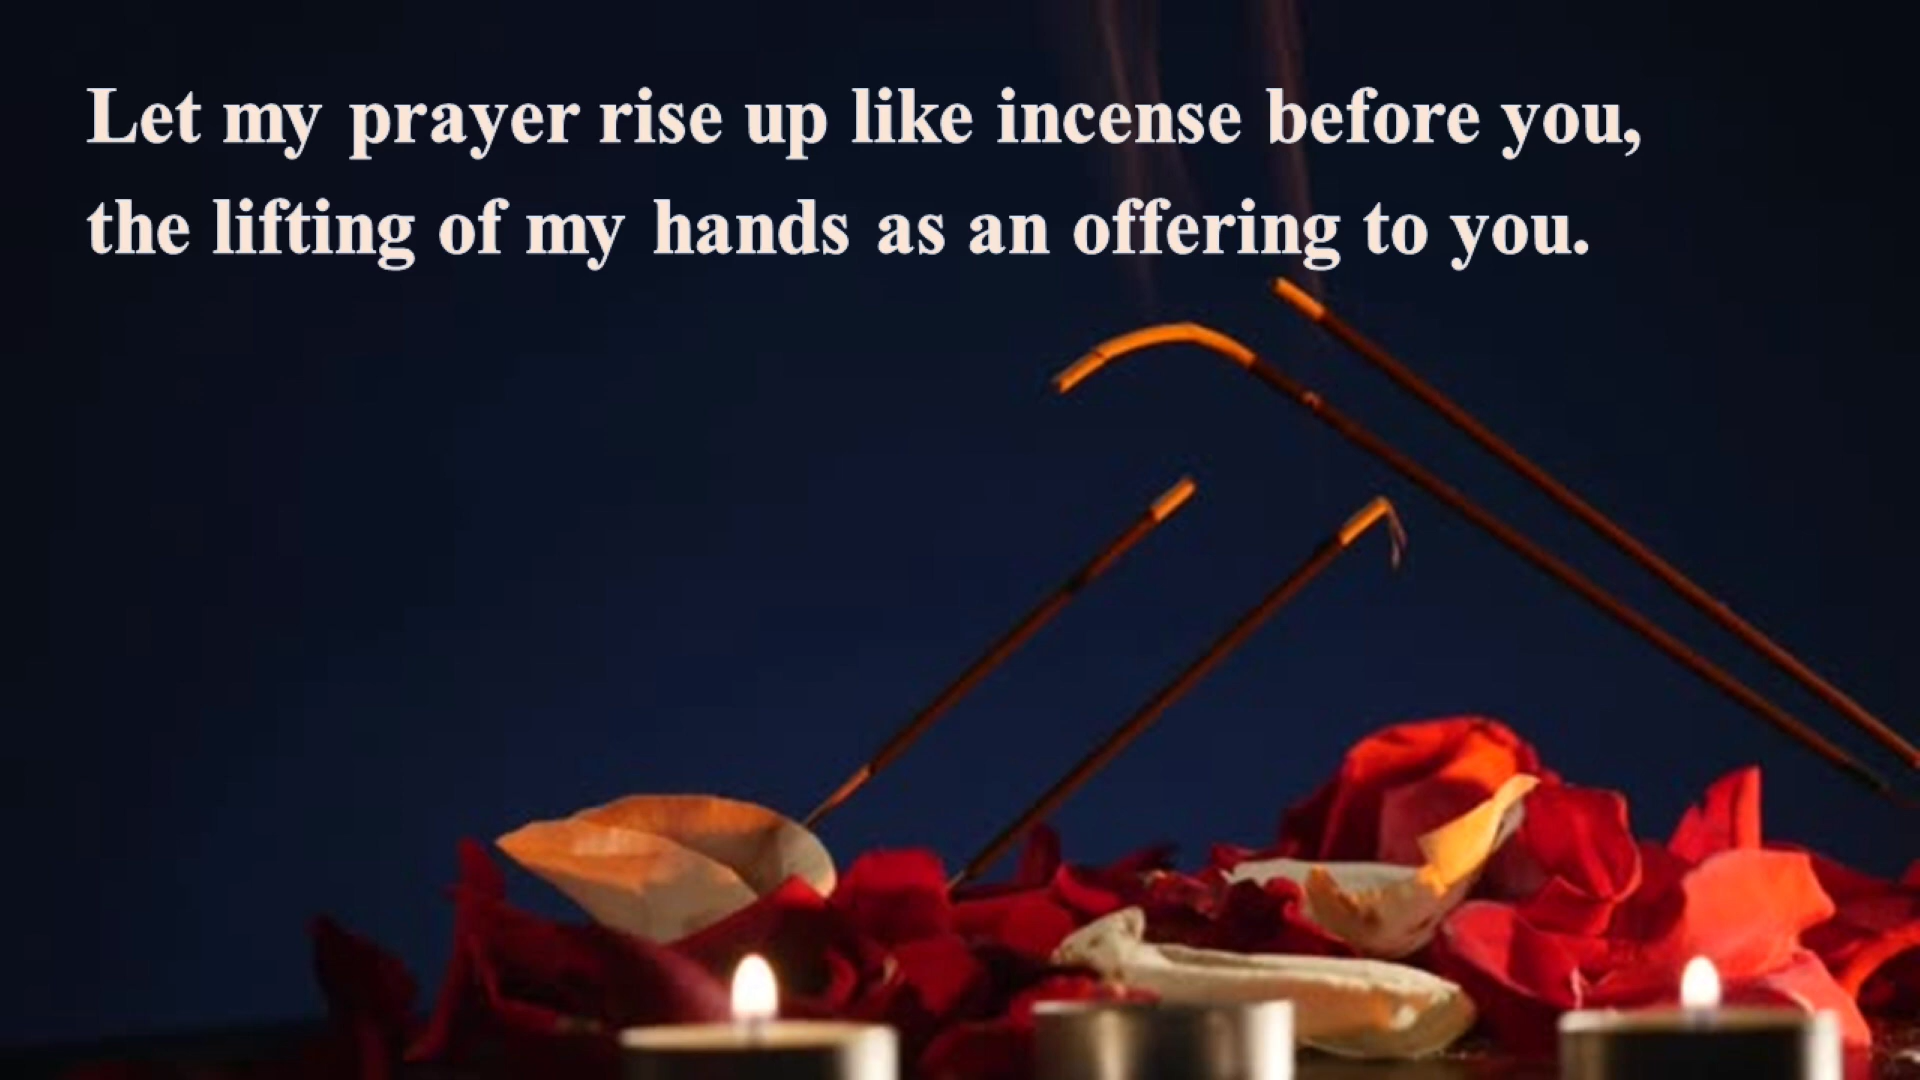 Let my prayer rise up like incense before you,
the lifting of my hands as an offering to you.